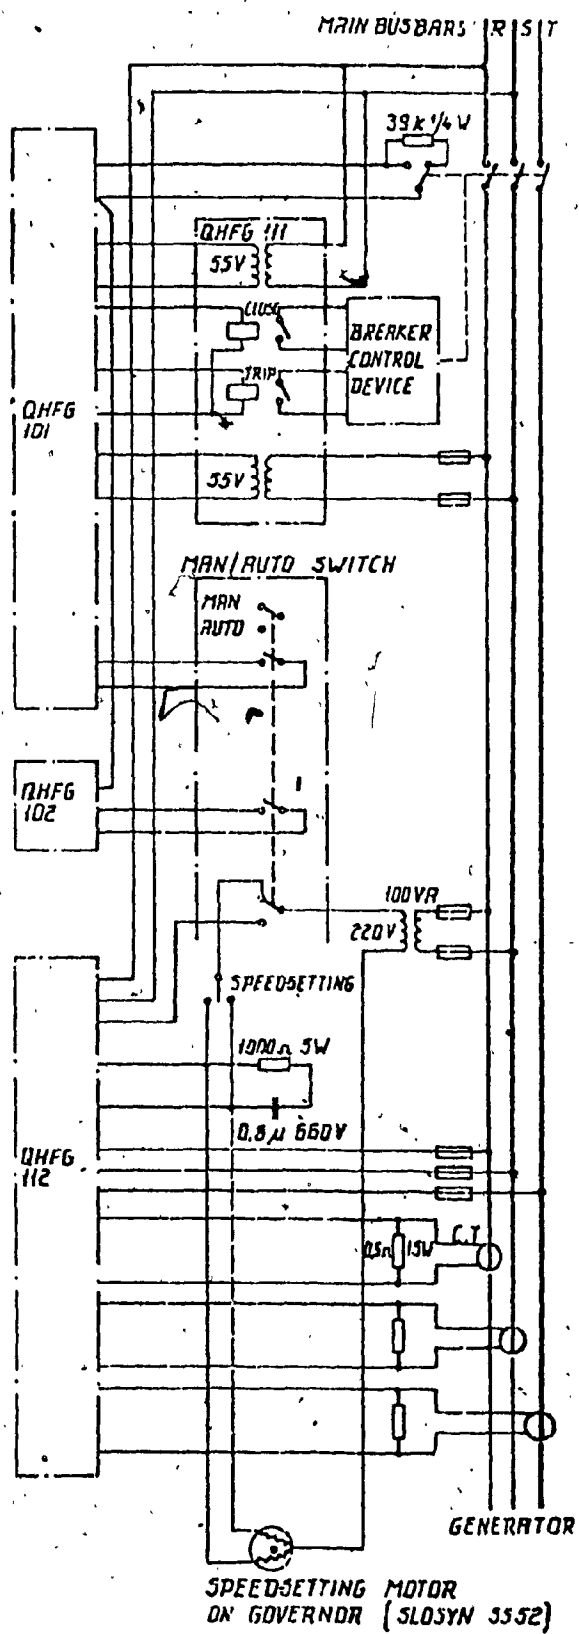 MAIN BUSBARS R S T
39K 1/4 W
QHFG 111
55V
CLOSE
BREAKER
CONTROL
DEVICE
TRIP
QHFG
101
55V
MAN/AUTO SWITCH
MAN
AUTO
QHFG
102
100VA
220V
SPEEDSETTING
1000Ω 5W
0.8 µ 660V
QHFG
112
C.T
0,5Ω 15W
GENERATOR
SPEEDSETTING MOTOR
ON GOVERNOR (SLOSYN SS52)